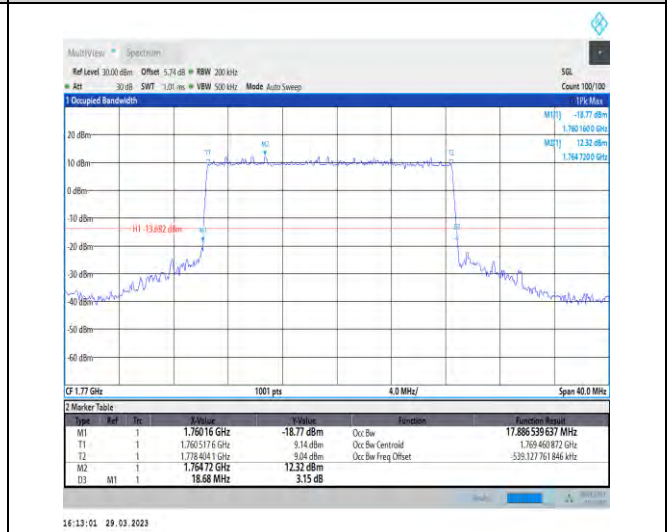 MultiView Spectrum
Ref Level 30.00 dBm Offset 5.74 dB RBW 200 kHz SGL
Att 30 dB SWT 1.01 ms VBW 500 kHz Mode Auto Sweep Count 100/100
1 Occupied Bandwidth 1Pk Max
M1[1] -18.77 dBm
1.760 160 0 GHz
M2[1] 12.32 dBm
1.764 720 0 GHz
20 dBm
M2
T1 T2
10 dBm
0 dBm
-10 dBm
H1 -13.682 dBm M1 D3
-20 dBm
-30 dBm
-40 dBm
-50 dBm
-60 dBm
CF 1.77 GHz 1001 pts 4.0 MHz/ Span 40.0 MHz
2 Marker Table
Type Ref Trc X-Value Y-Value Function Function Result
M1 1 1.760 16 GHz -18.77 dBm Occ Bw 17.886 539 637 MHz
T1 1 1.760 517 6 GHz 9.14 dBm Occ Bw Centroid 1.769 460 872 GHz
T2 1 1.778 404 1 GHz 9.04 dBm Occ Bw Freq Offset -539.127 761 846 kHz
M2 1 1.764 72 GHz 12.32 dBm
D3 M1 1 18.68 MHz 3.15 dB
16:13:01 29.03.2023